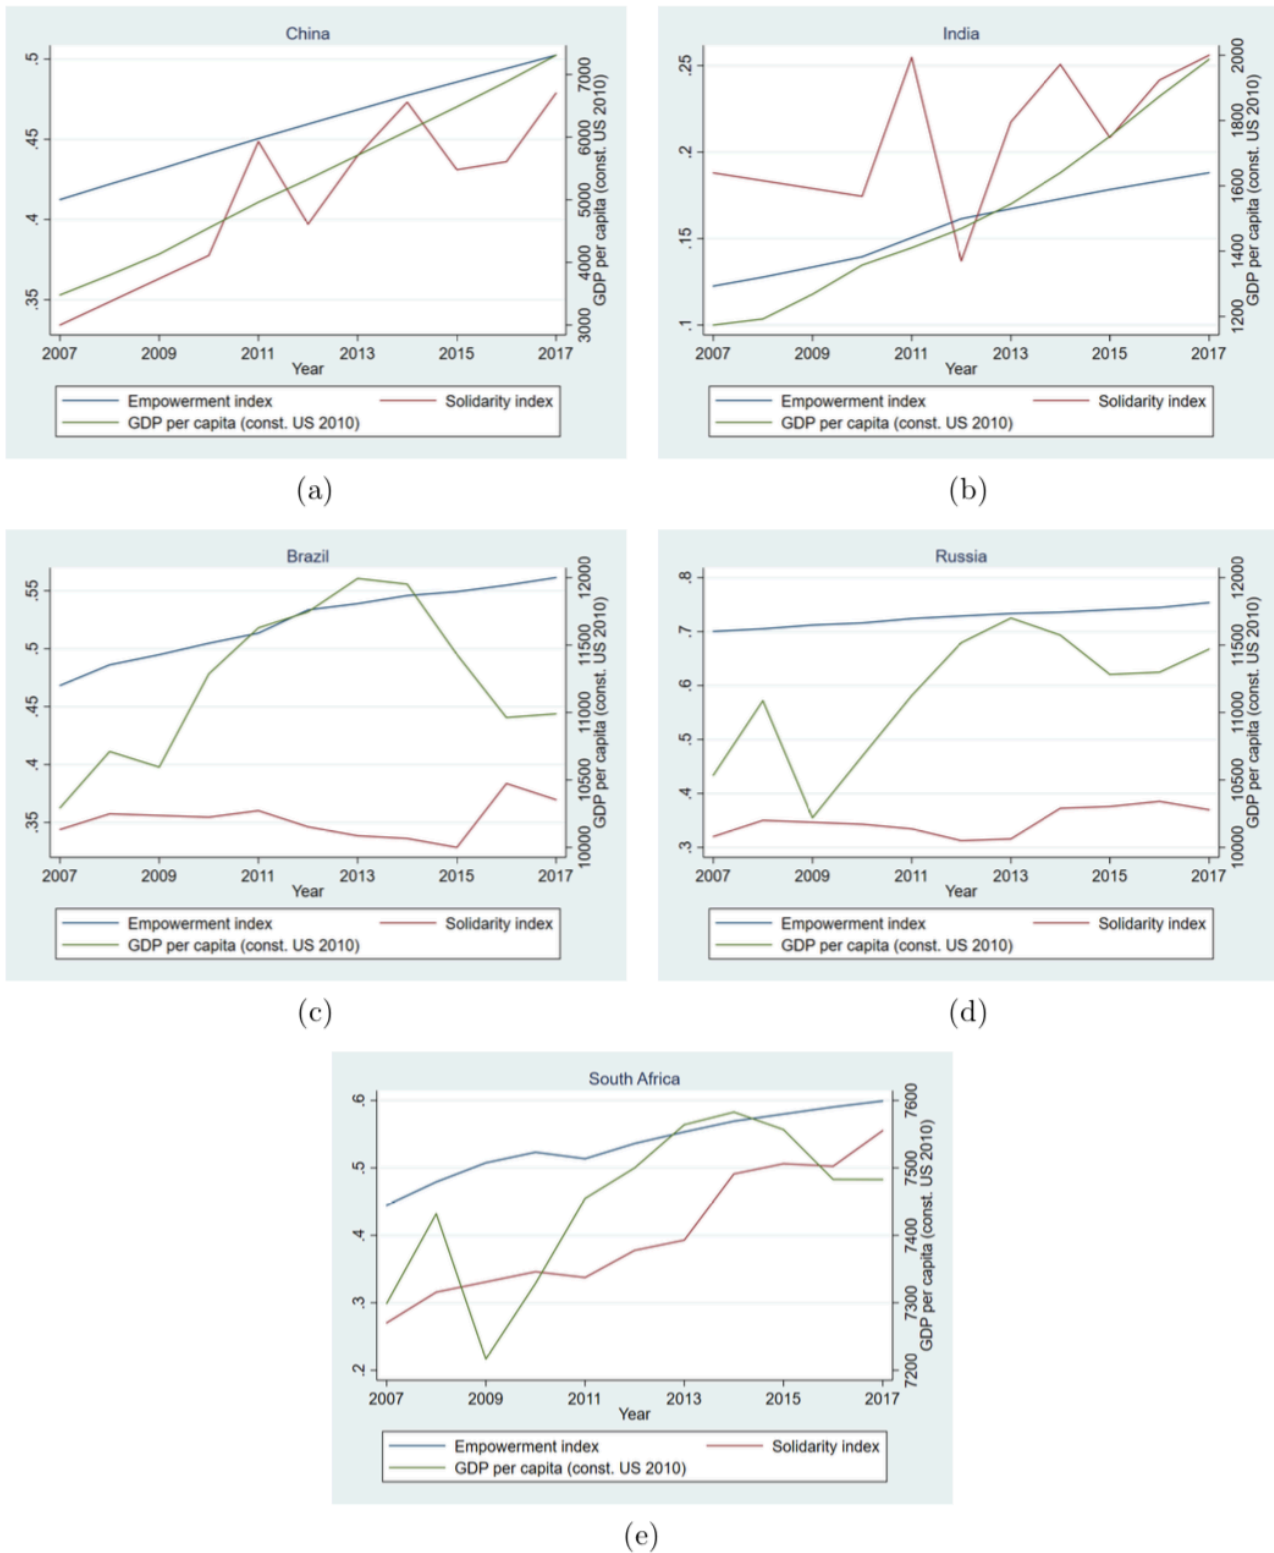 China
.5
.45
.4
.35
7000
6000
5000
4000
3000
GDP per capita (const. US 2010)
2007 2009 2011 2013 2015 2017
Year
Empowerment index Solidarity index
GDP per capita (const. US 2010)
(a)
India
.25
.2
.15
.1
2000
1800
1600
1400
1200
GDP per capita (const. US 2010)
2007 2009 2011 2013 2015 2017
Year
Empowerment index Solidarity index
GDP per capita (const. US 2010)
(b)
Brazil
.55
.5
.45
.4
.35
12000
11500
11000
10500
10000
GDP per capita (const. US 2010)
2007 2009 2011 2013 2015 2017
Year
Empowerment index Solidarity index
GDP per capita (const. US 2010)
(c)
Russia
.8
.7
.6
.5
.4
.3
12000
11500
11000
10500
10000
GDP per capita (const. US 2010)
2007 2009 2011 2013 2015 2017
Year
Empowerment index Solidarity index
GDP per capita (const. US 2010)
(d)
South Africa
.6
.5
.4
.3
.2
7600
7500
7400
7300
7200
GDP per capita (const. US 2010)
2007 2009 2011 2013 2015 2017
Year
Empowerment index Solidarity index
GDP per capita (const. US 2010)
(e)